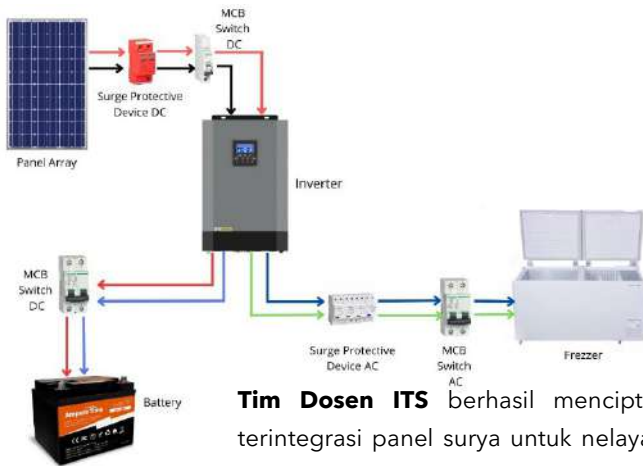 MCB
Switch
DC
Surge Protective
Device DC
Panel Array
Inverter
MCB
Switch
DC
Surge Protective
Device AC
MCB
Switch
AC
Frezzer
Battery
Tim Dosen ITS berhasil mencipt
terintegrasi panel surya untuk nelaya